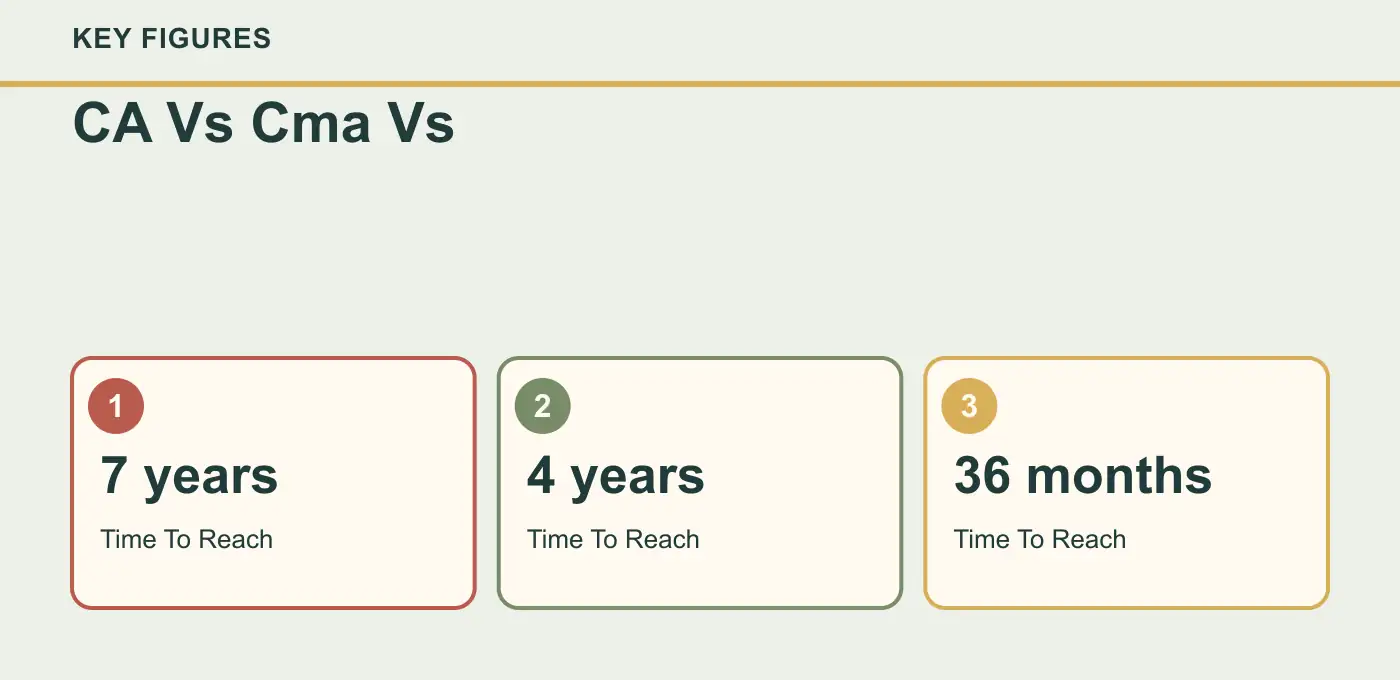 KEY FIGURES
CA Vs Cma Vs
1
7 years
Time To Reach
2
4 years
Time To Reach
3
36 months
Time To Reach